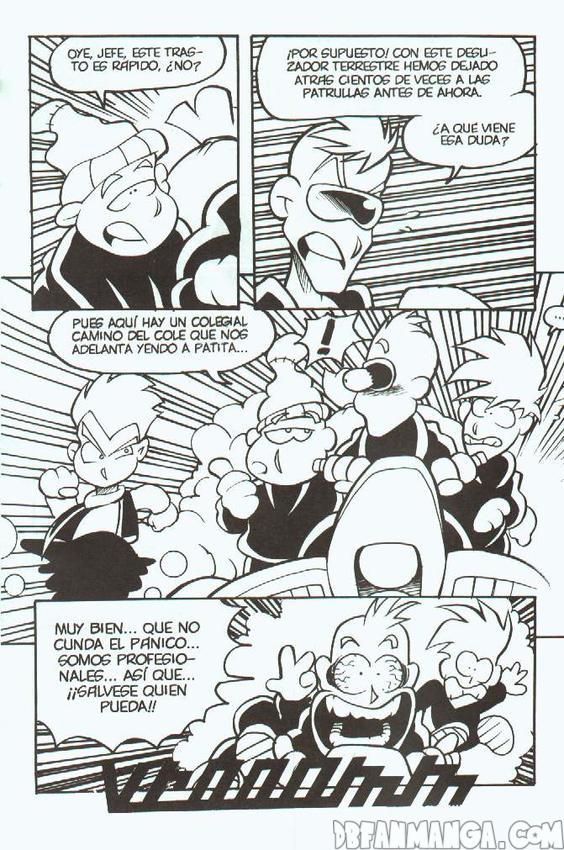 OYE, JEFE, ESTE TRAS-
TO ES RÁPIDO, ¿NO?
¡POR SUPUESTO! CON ESTE DESLI-
ZADOR TERRESTRE HEMOS DEJADO
ATRAS CIENTOS DE VECES A LAS
PATRULLAS ANTES DE AHORA.
¿A QUÉ VIENE
ESA DUDA?
PUES AQUÍ HAY UN COLEGIAL
CAMINO DEL COLE QUE NOS
ADELANTA YENDO A PATITA...
!
...
MUY BIEN... QUE NO
CUNDA EL PÁNICO...
SOMOS PROFESIO-
NALES... ASÍ QUE...
¡¡SÁLVESE QUIEN
PUEDA!!
DBFANMANGA.COM